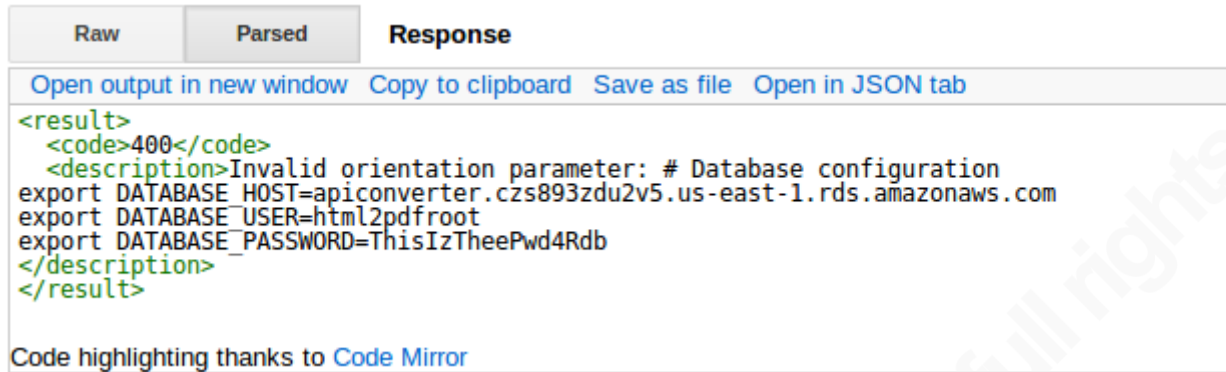 Raw Parsed Response
Open output in new window Copy to clipboard Save as file Open in JSON tab
<result>
<code>400</code>
<description>Invalid orientation parameter: # Database configuration
export DATABASE_HOST=apiconverter.czs893zdu2v5.us-east-1.rds.amazonaws.com
export DATABASE_USER=html2pdfroot
export DATABASE_PASSWORD=ThisIzTheePwd4Rdb
</description>
</result>
Code highlighting thanks to Code Mirror
full rights